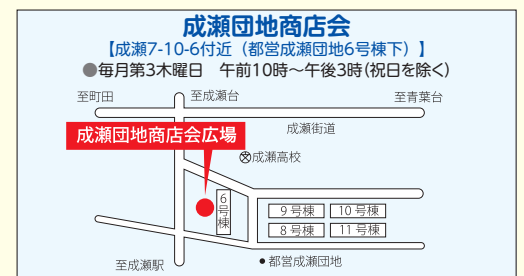 成瀬団地商店会
【成瀬7-10-6付近（都営成瀬団地6号棟下）】
●毎月第3木曜日　午前10時～午後3時(祝日を除く)
至町田
至成瀬台
至青葉台
成瀬街道
成瀬団地商店会広場
成瀬高校
6号棟
9号棟
10号棟
8号棟
11号棟
至成瀬駅
都営成瀬団地